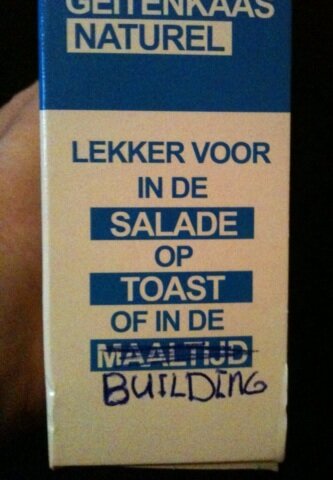 GEITENKAAS
NATUREL
LEKKER VOOR
IN DE
SALADE
OP
TOAST
OF IN DE
MAALTIJD
BUILDING